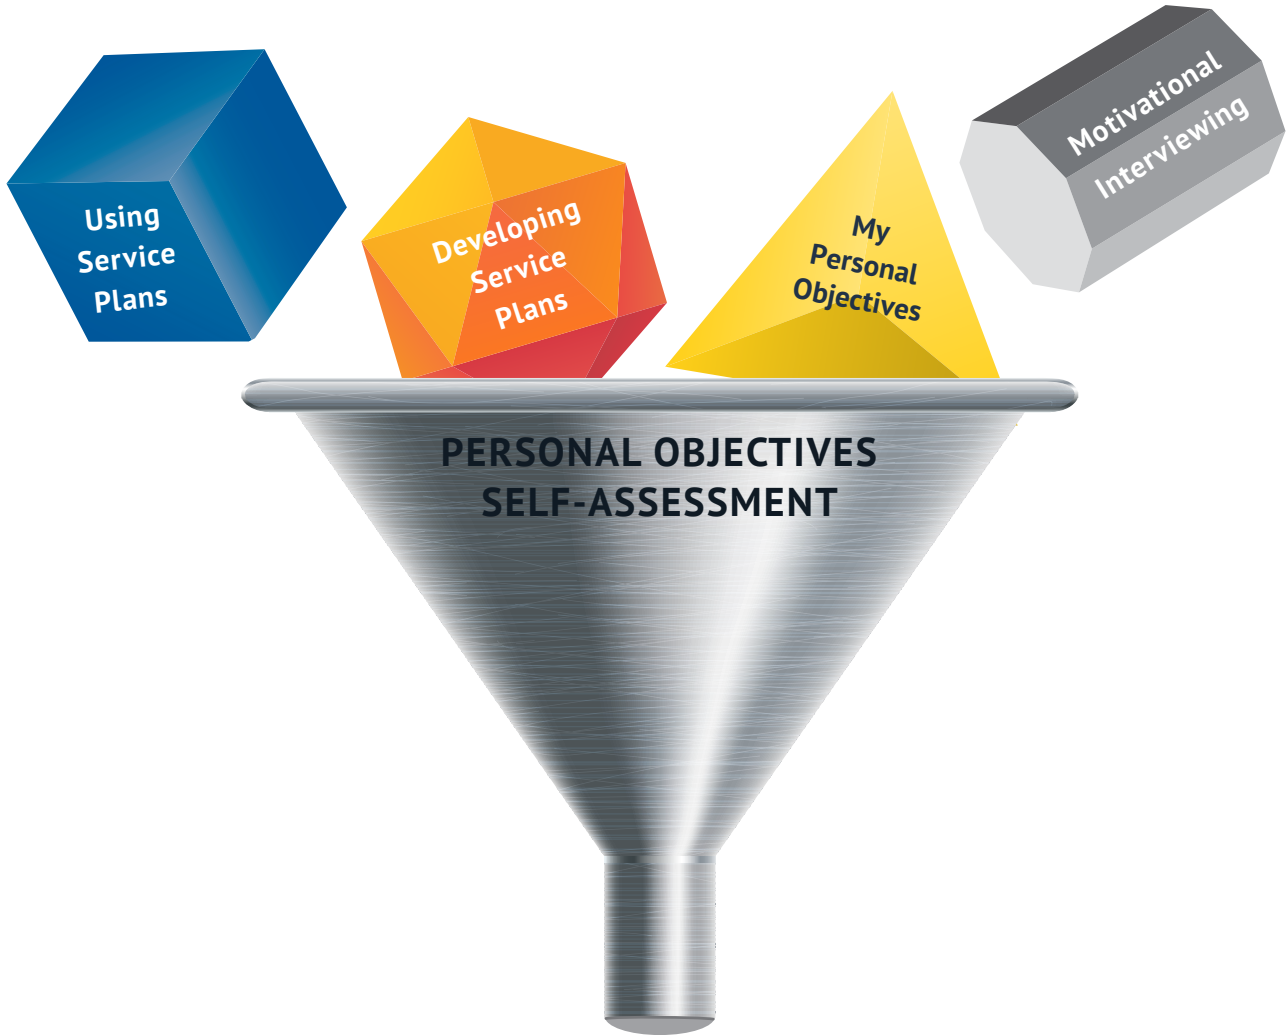 Using
Service
Plans
Developing
Service
Plans
My
Personal
Objectives
Motivational
Interviewing
PERSONAL OBJECTIVES
SELF-ASSESSMENT